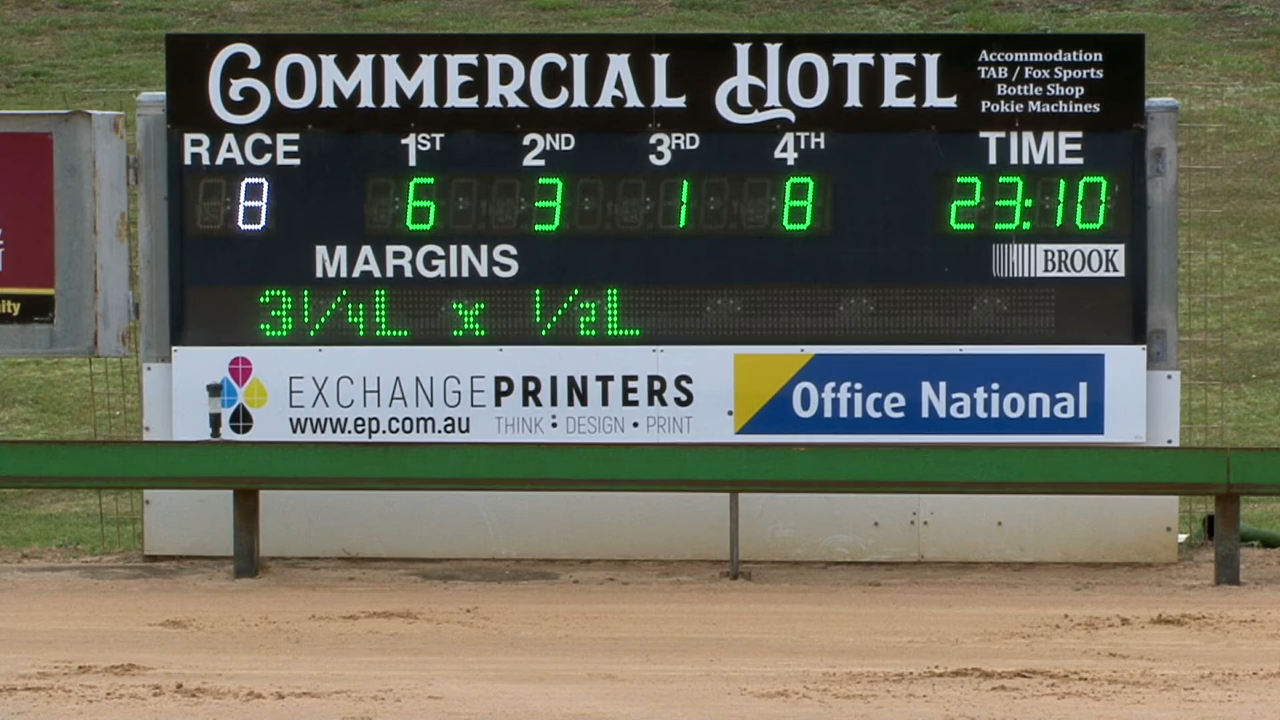 COMMERCIAL HOTEL
Accommodation
TAB / Fox Sports
Bottle Shop
Pokie Machines
RACE 1ST 2ND 3RD 4TH TIME
8 6 3 1 8 23:10
MARGINS
BROOK
3¼L x ½L
EXCHANGEPRINTERS
www.ep.com.au THINK : DESIGN • PRINT
Office National
ity